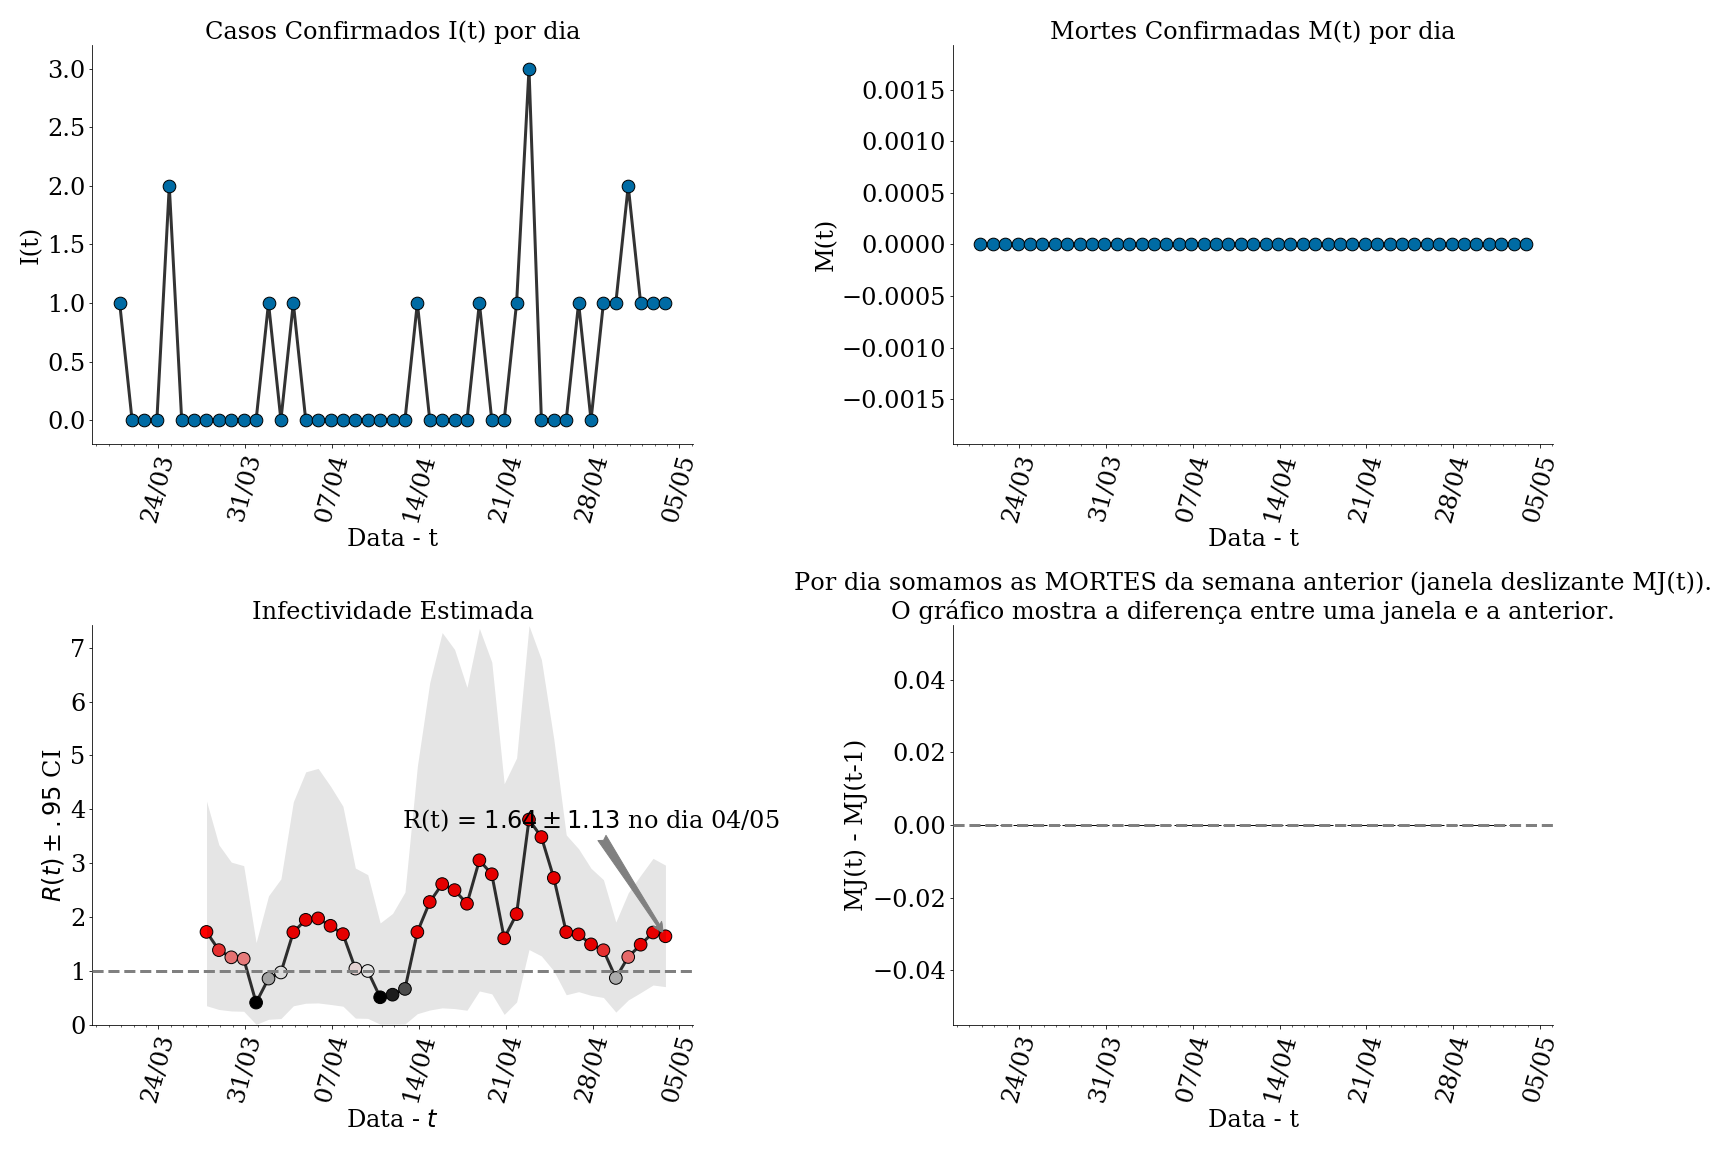 Casos Confirmados I(t) por dia
3.0
2.5
2.0
1.5
1.0
0.5
0.0
I(t)
24/03 31/03 07/04 14/04 21/04 28/04 05/05
Data - t
Mortes Confirmadas M(t) por dia
0.0015
0.0010
0.0005
0.0000
−0.0005
−0.0010
−0.0015
M(t)
24/03 31/03 07/04 14/04 21/04 28/04 05/05
Data - t
Infectividade Estimada
7
6
5
4
3
2
1
0
R(t) ± .95 CI
R(t) = 1.64 ± 1.13 no dia 04/05
24/03 31/03 07/04 14/04 21/04 28/04 05/05
Data - t
Por dia somamos as MORTES da semana anterior (janela deslizante MJ(t)).
O gráfico mostra a diferença entre uma janela e a anterior.
0.04
0.02
0.00
−0.02
−0.04
MJ(t) - MJ(t-1)
24/03 31/03 07/04 14/04 21/04 28/04 05/05
Data - t